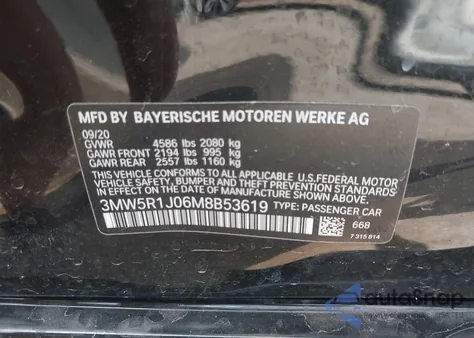 MFD BY BAYERISCHE MOTOREN WERKE AG
09/20
GVWR 4586 lbs 2080 kg
GAWR FRONT 2194 lbs 995 kg
GAWR REAR 2557 lbs 1160 kg
THIS VEHICLE CONFORMS TO ALL APPLICABLE U.S.FEDERAL MOTOR
VEHICLE SAFETY, BUMPER, AND THEFT PREVENTION STANDARDS IN
EFFECT ON THE DATE OF MANUFACTURE SHOWN ABOVE.
3MW5R1J06M8B53619 TYPE: PASSENGER CAR
668
7 315 814
autoSnap